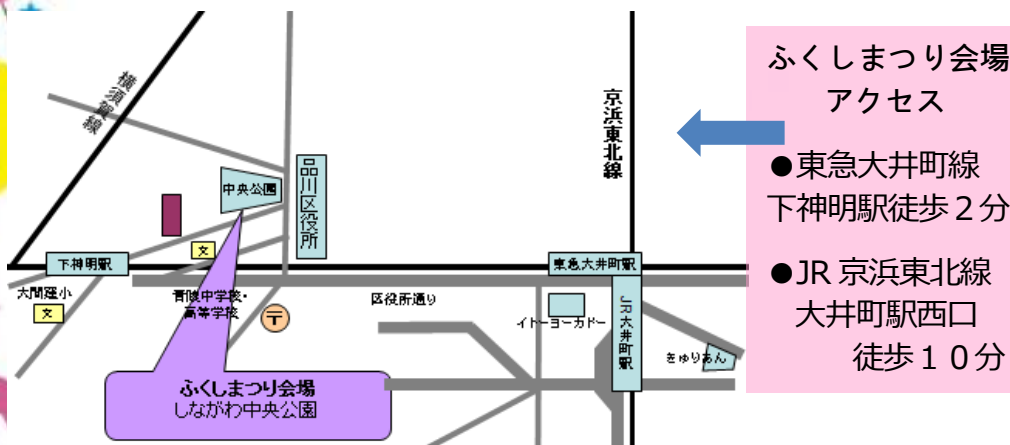 横須賀線
中央公園
品川区役所
京浜東北線
文
下神明駅
東急大井町駅
大間窪小
文
青陵中学校・
高等学校
〒
区役所通り
イトーヨーカドー
JR大井町駅
きゅりあん
ふくしまつり会場
しながわ中央公園
ふくしまつり会場
アクセス
●東急大井町線
下神明駅徒歩２分
●JR 京浜東北線
大井町駅西口
徒歩１０分